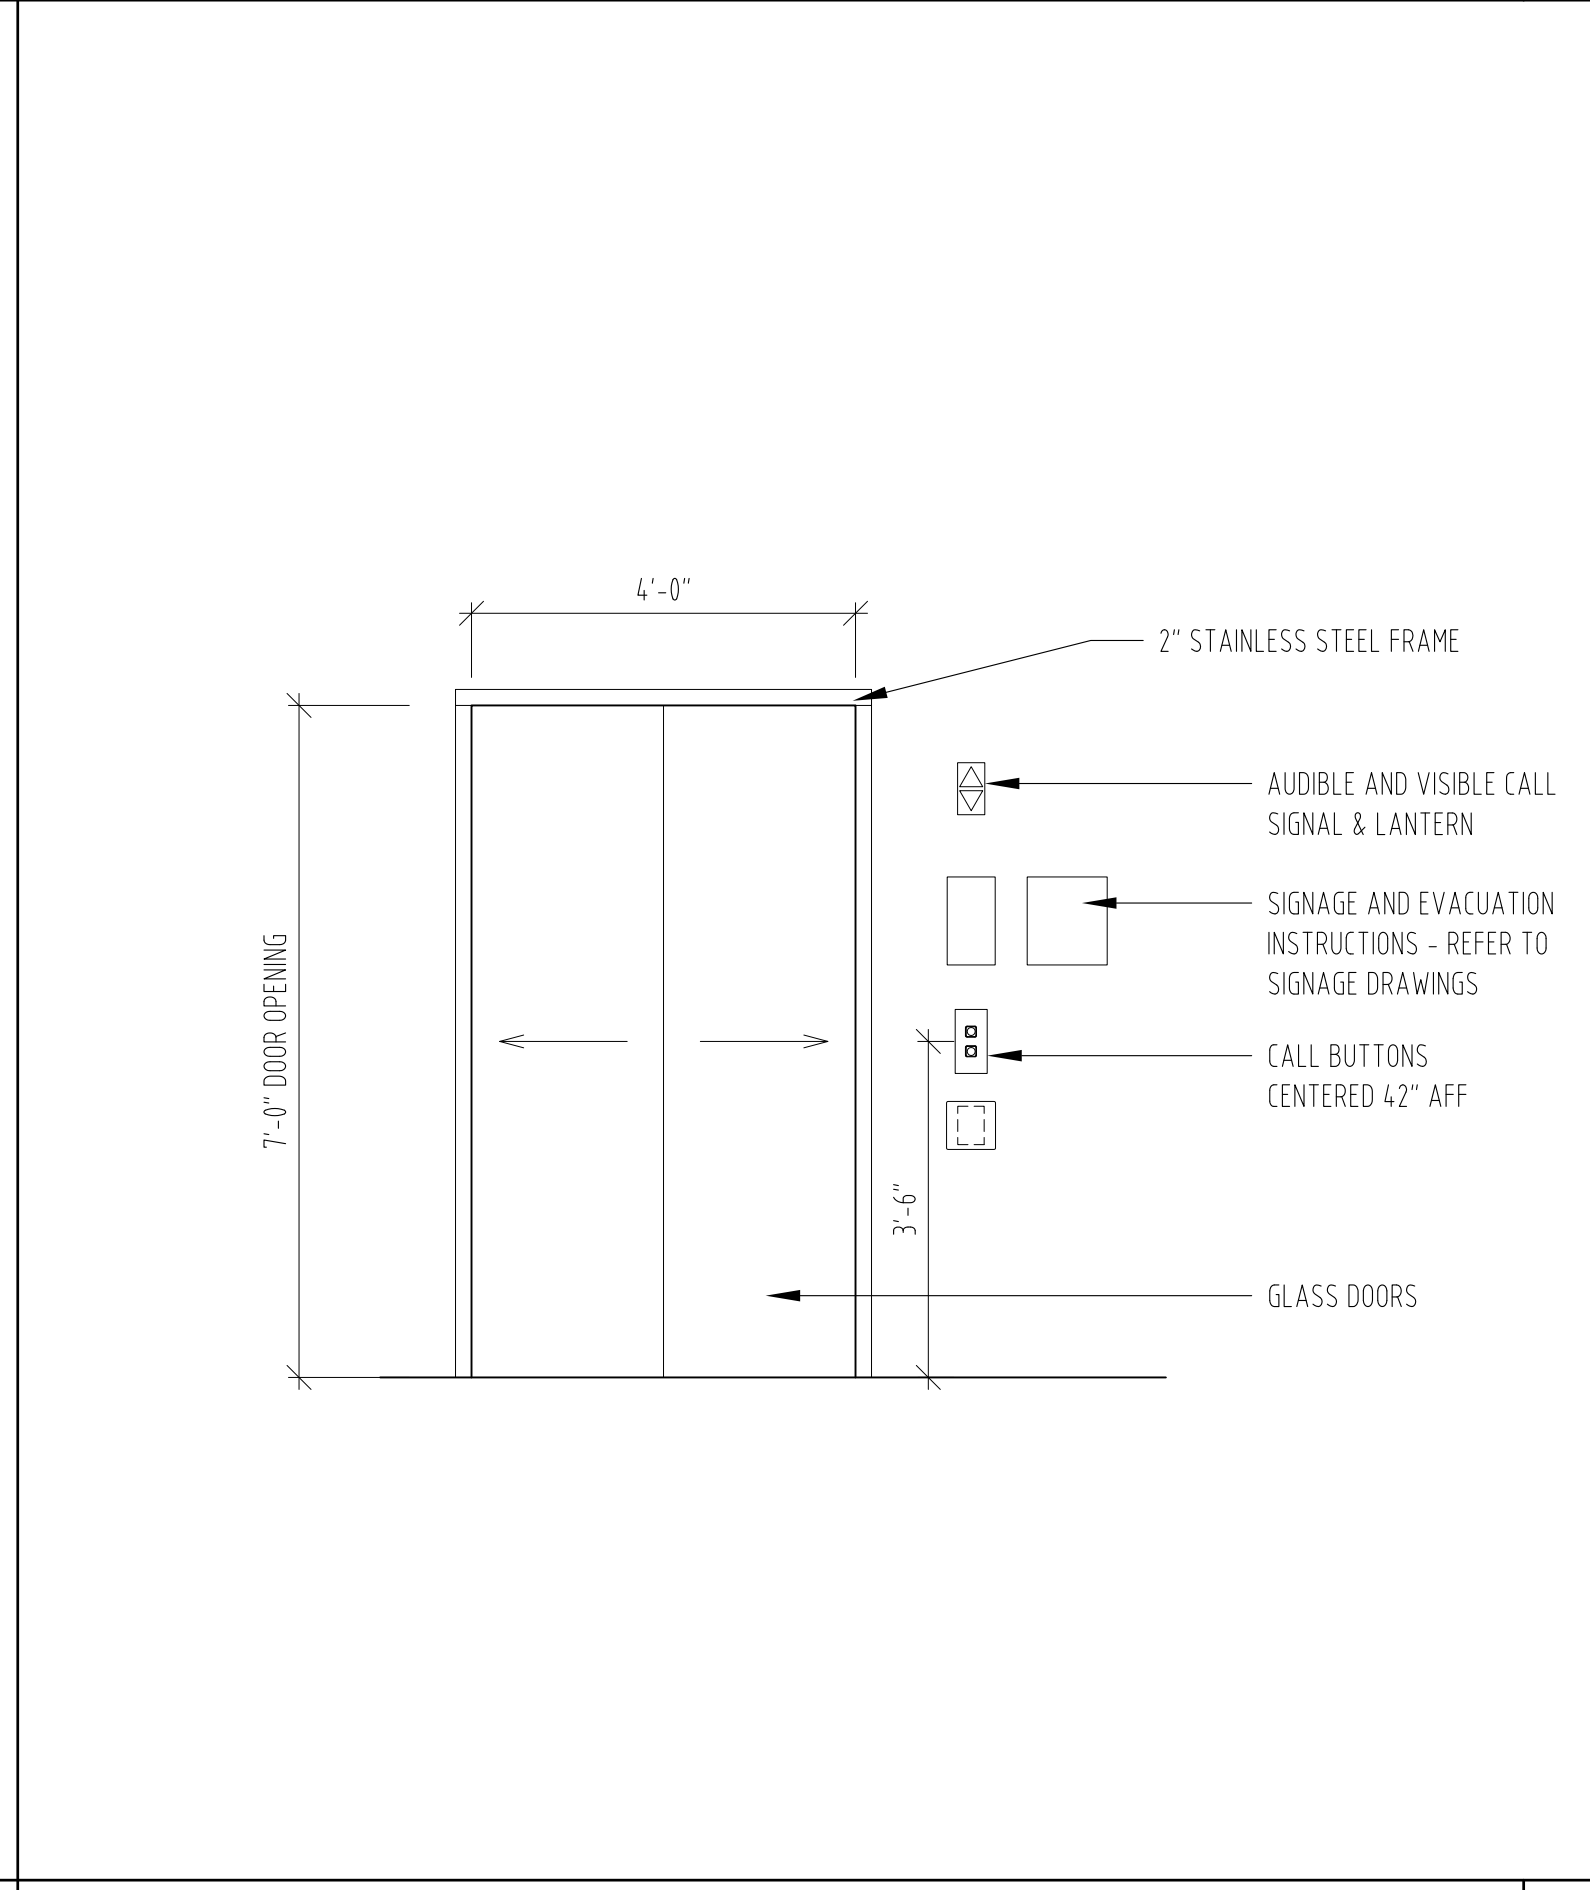 4'-0"
2" STAINLESS STEEL FRAME
AUDIBLE AND VISIBLE CALL
SIGNAL & LANTERN
SIGNAGE AND EVACUATION
INSTRUCTIONS - REFER TO
SIGNAGE DRAWINGS
7'-0" DOOR OPENING
CALL BUTTONS
CENTERED 42" AFF
3'-6"
GLASS DOORS